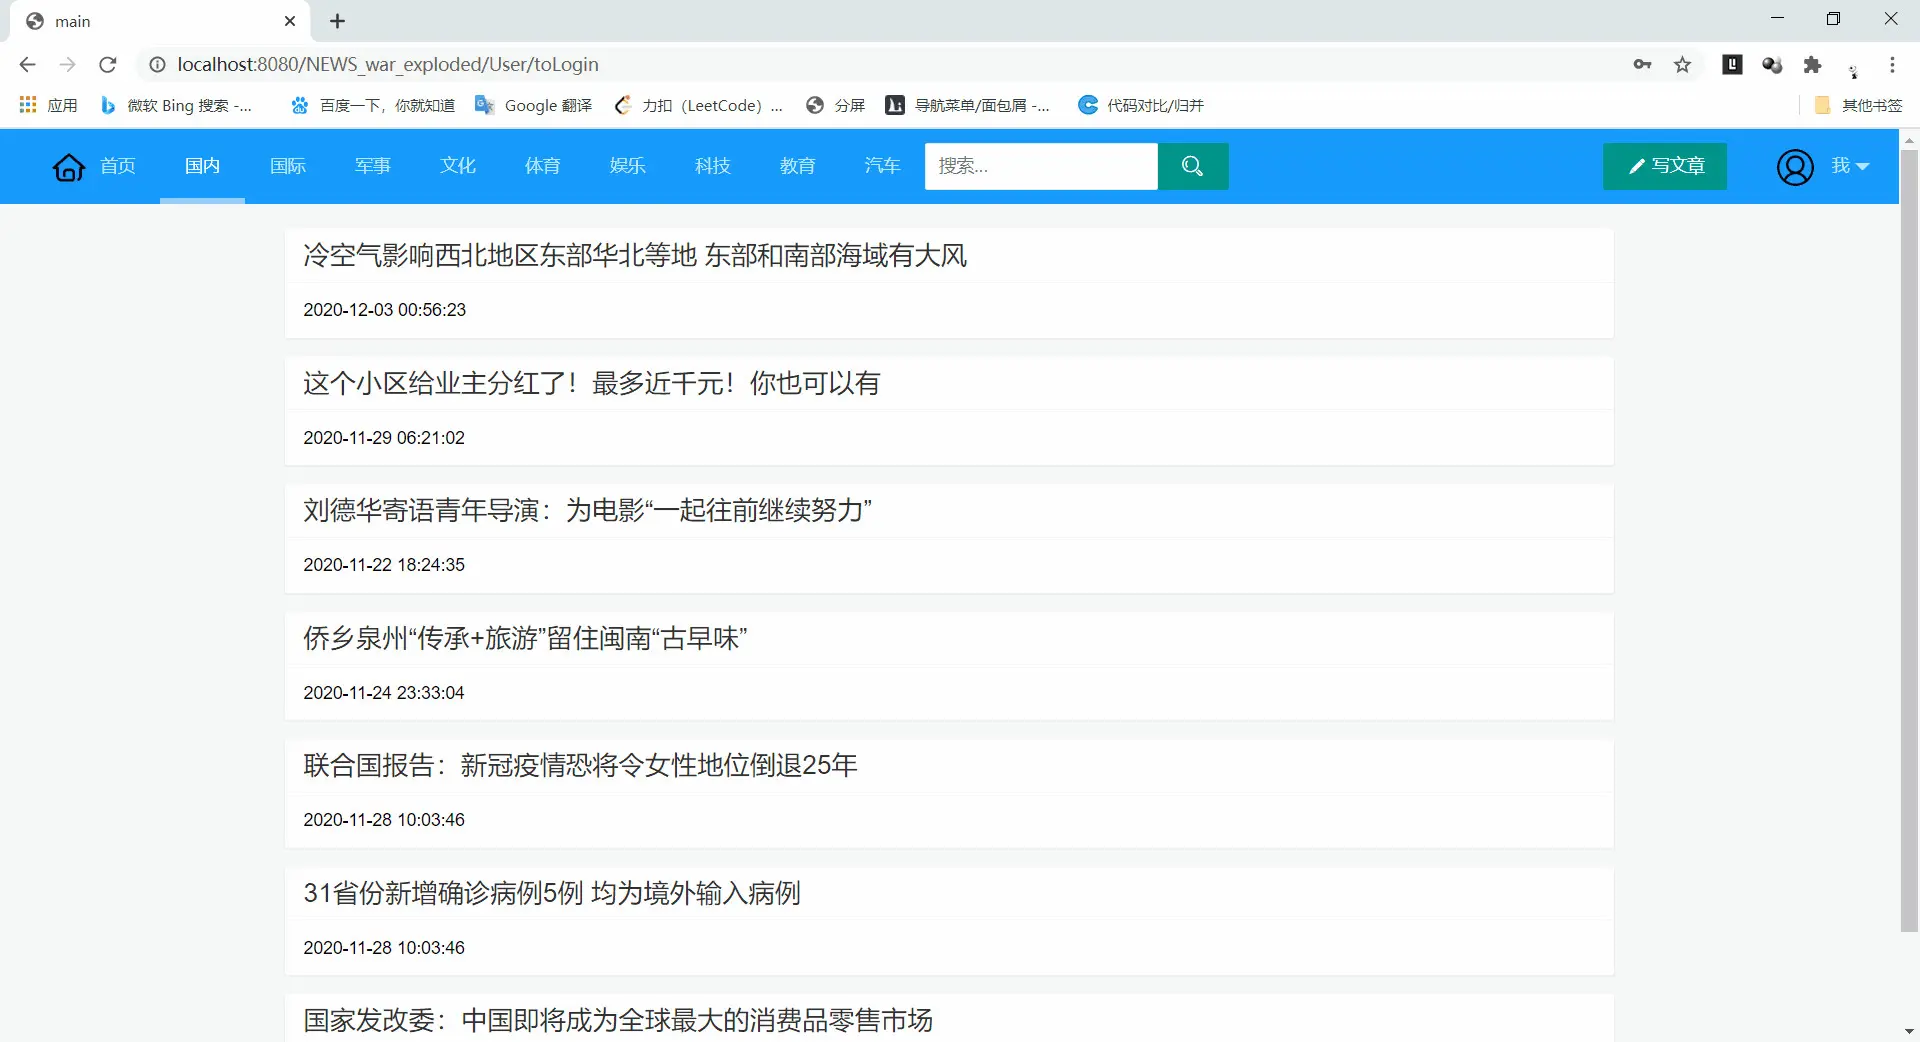 main
localhost:8080/NEWS_war_exploded/User/toLogin
应用 微软 Bing 搜索 -... 百度一下，你就知道 Google 翻译 力扣（LeetCode）... 分屏 导航菜单/面包屑 -... 代码对比/归并 其他书签
首页 国内 国际 军事 文化 体育 娱乐 科技 教育 汽车 搜索... 写文章 我
冷空气影响西北地区东部华北等地 东部和南部海域有大风
2020-12-03 00:56:23
这个小区给业主分红了！最多近千元！你也可以有
2020-11-29 06:21:02
刘德华寄语青年导演：为电影“一起往前继续努力”
2020-11-22 18:24:35
侨乡泉州“传承+旅游”留住闽南“古早味”
2020-11-24 23:33:04
联合国报告：新冠疫情恐将令女性地位倒退25年
2020-11-28 10:03:46
31省份新增确诊病例5例 均为境外输入病例
2020-11-28 10:03:46
国家发改委：中国即将成为全球最大的消费品零售市场